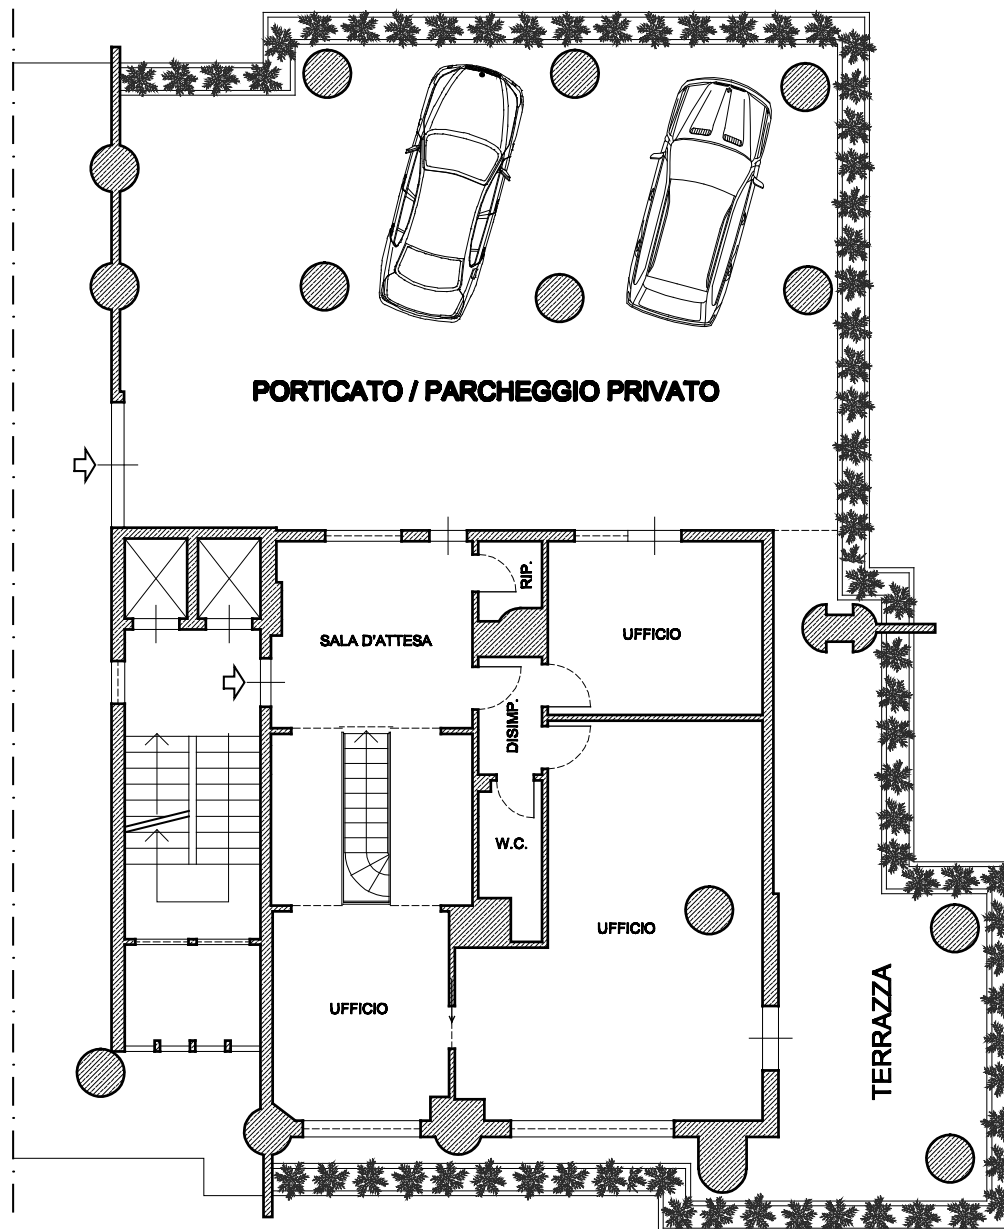 PORTICATO / PARCHEGGIO PRIVATO
RIP.
SALA D'ATTESA
UFFICIO
DISIMP.
W.C.
UFFICIO
UFFICIO
TERRAZZA